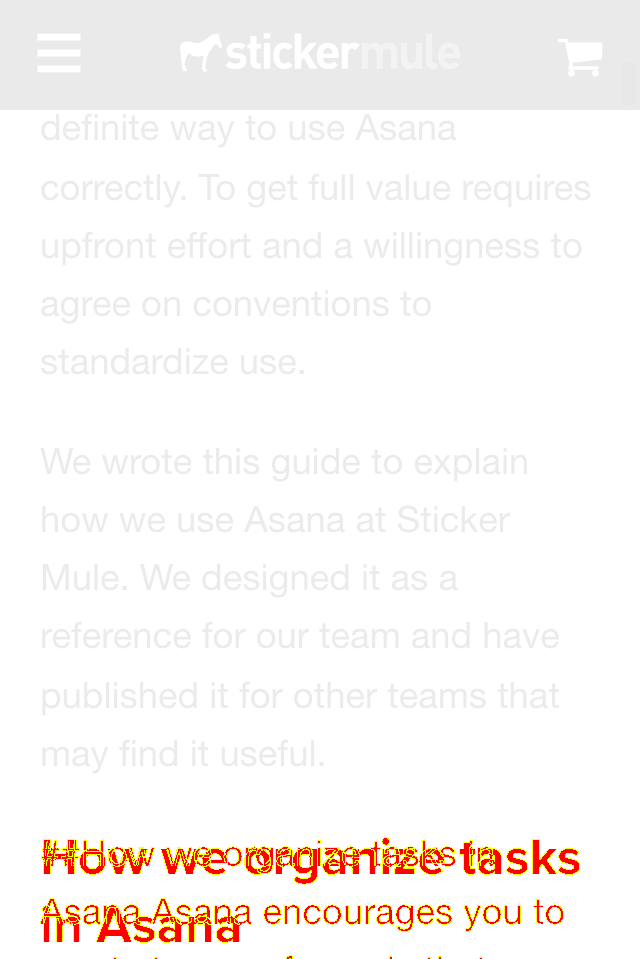 stickermule
definite way to use Asana
correctly. To get full value requires
upfront effort and a willingness to
agree on conventions to
standardize use.
We wrote this guide to explain
how we use Asana at Sticker
Mule. We designed it as a
reference for our team and have
published it for other teams that
may find it useful.
How we organize tasks
in Asana
##How we organize tasks in
Asana Asana encourages you to